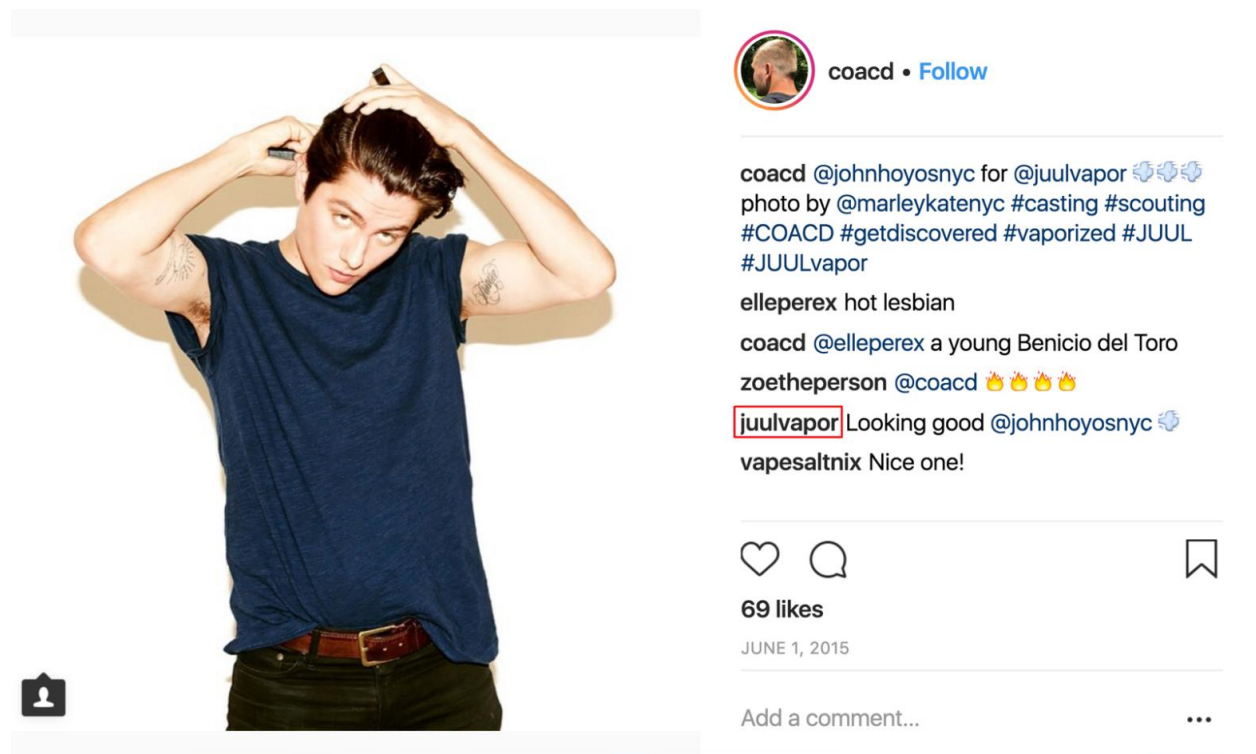 coacd • Follow
coacd @johnhoyosnyc for @juulvapor 💨💨💨
photo by @marleykatenyc #casting #scouting
#COACD #getdiscovered #vaporized #JUUL
#JUULvapor
elleperex hot lesbian
coacd @elleperex a young Benicio del Toro
zoetheperson @coacd 🔥🔥🔥🔥
juulvapor Looking good @johnhoyosnyc 💨
vapesaltnix Nice one!
69 likes
JUNE 1, 2015
Add a comment...